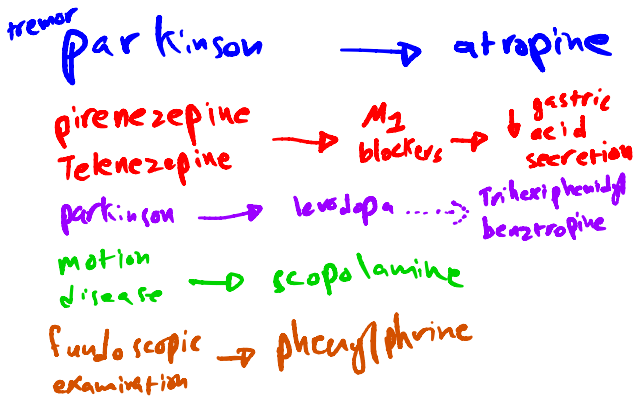 tremor
parkinson → atropine
pirenezepine
Telenezopine → M1 blockers → ↓ gastric acid secretion
parkinson → levodopa ⇢ Trihexiphenidyl
benztropine
motion
disease → scopolamine
fundoscopic
examination → phenylphrine